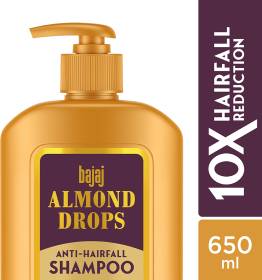 bajaj
ALMOND
DROPS
ANTI-HAIRFALL
SHAMPOO
10X HAIRFALL
REDUCTION
650
ml